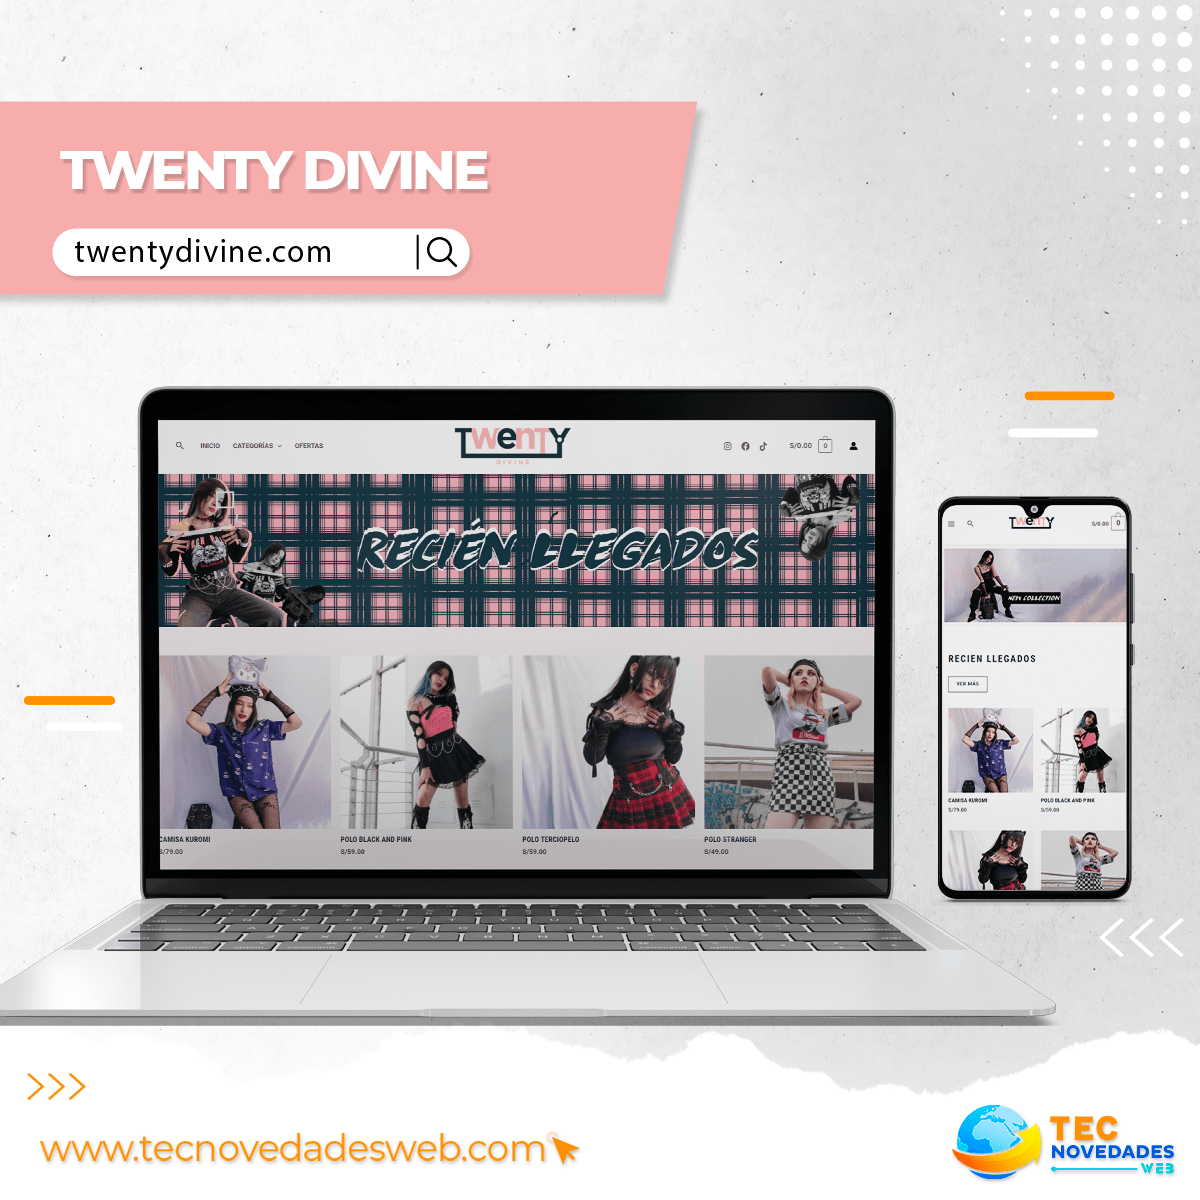 TWENTY DIVINE
twentydivine.com
INICIO CATEGORÍAS OFERTAS
TWENTY
DIVINE
S/0.00 0
RECIÉN LLEGADOS
CAMISA KUROMI
S/79.00
POLO BLACK AND PINK
S/59.00
POLO TERCIOPELO
S/59.00
POLO STRANGER
S/49.00
TWENTY
S/0.00 0
NEW COLLECTION
RECIEN LLEGADOS
VER MÁS
CAMISA KUROMI
S/79.00
POLO BLACK AND PINK
S/59.00
www.tecnovedadesweb.com
TEC
NOVEDADES
WEB